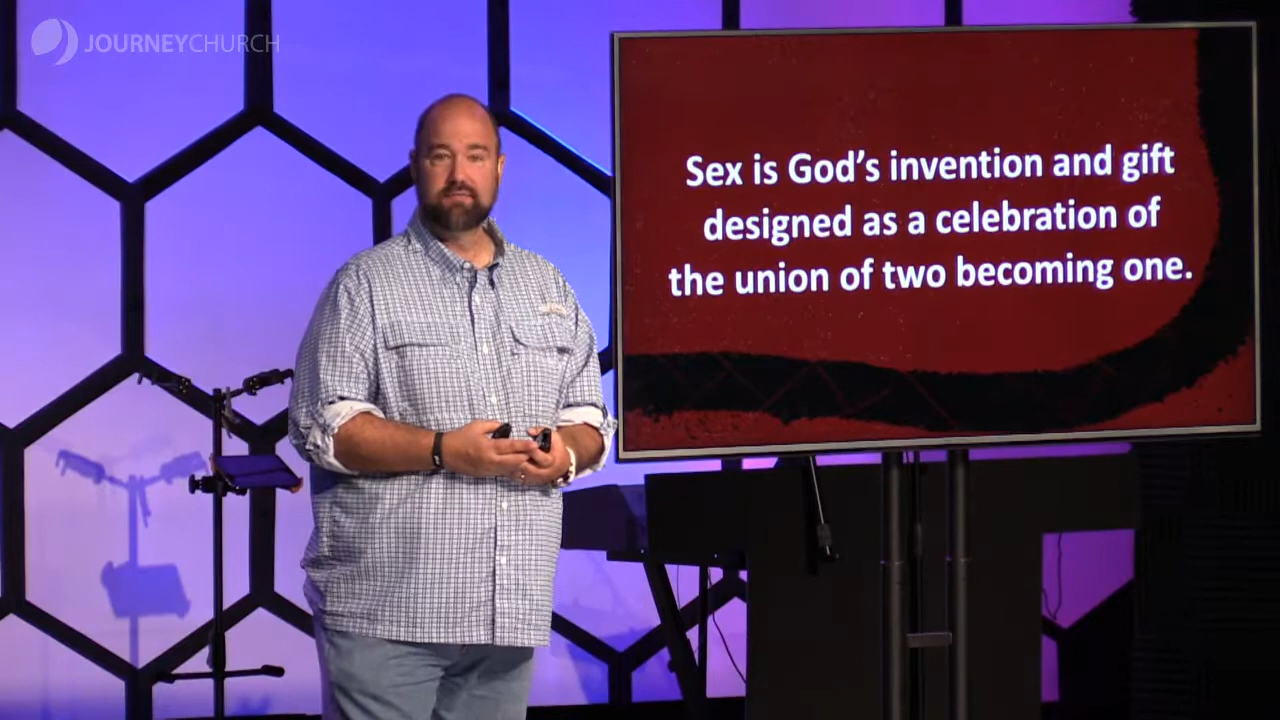 JOURNEYCHURCH
Sex is God's invention and gift
designed as a celebration of
the union of two becoming one.